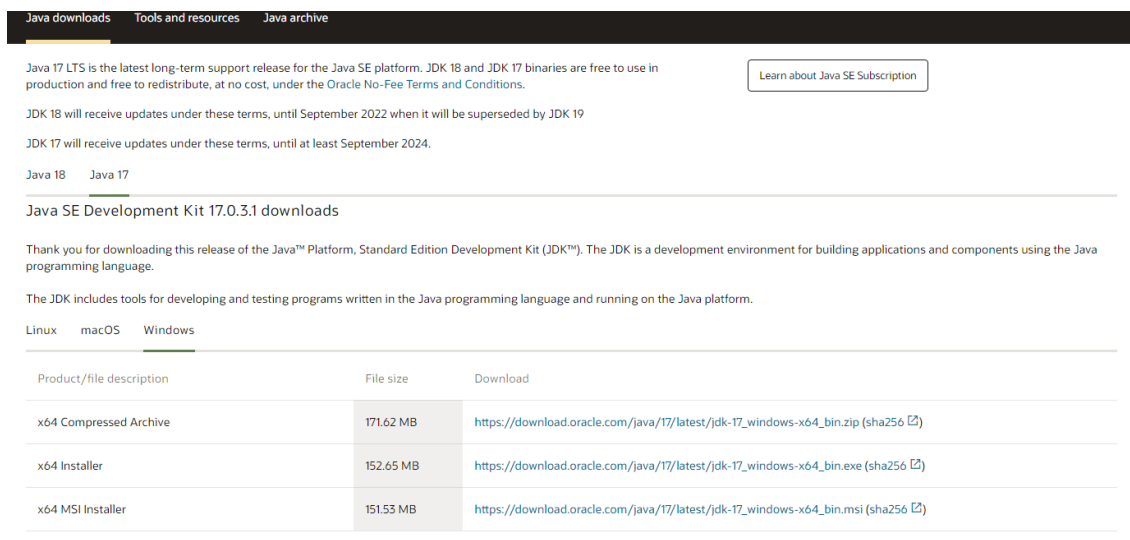 Java downloads Tools and resources Java archive
Java 17 LTS is the latest long-term support release for the Java SE platform. JDK 18 and JDK 17 binaries are free to use in
production and free to redistribute, at no cost, under the Oracle No-Fee Terms and Conditions.
Learn about Java SE Subscription
JDK 18 will receive updates under these terms, until September 2022 when it will be superseded by JDK 19
JDK 17 will receive updates under these terms, until at least September 2024.
Java 18 Java 17
Java SE Development Kit 17.0.3.1 downloads
Thank you for downloading this release of the Java™ Platform, Standard Edition Development Kit (JDK™). The JDK is a development environment for building applications and components using the Java
programming language.
The JDK includes tools for developing and testing programs written in the Java programming language and running on the Java platform.
Linux macOS Windows
Product/file description File size Download
x64 Compressed Archive 171.62 MB https://download.oracle.com/java/17/latest/jdk-17_windows-x64_bin.zip (sha256)
x64 Installer 152.65 MB https://download.oracle.com/java/17/latest/jdk-17_windows-x64_bin.exe (sha256)
x64 MSI Installer 151.53 MB https://download.oracle.com/java/17/latest/jdk-17_windows-x64_bin.msi (sha256)